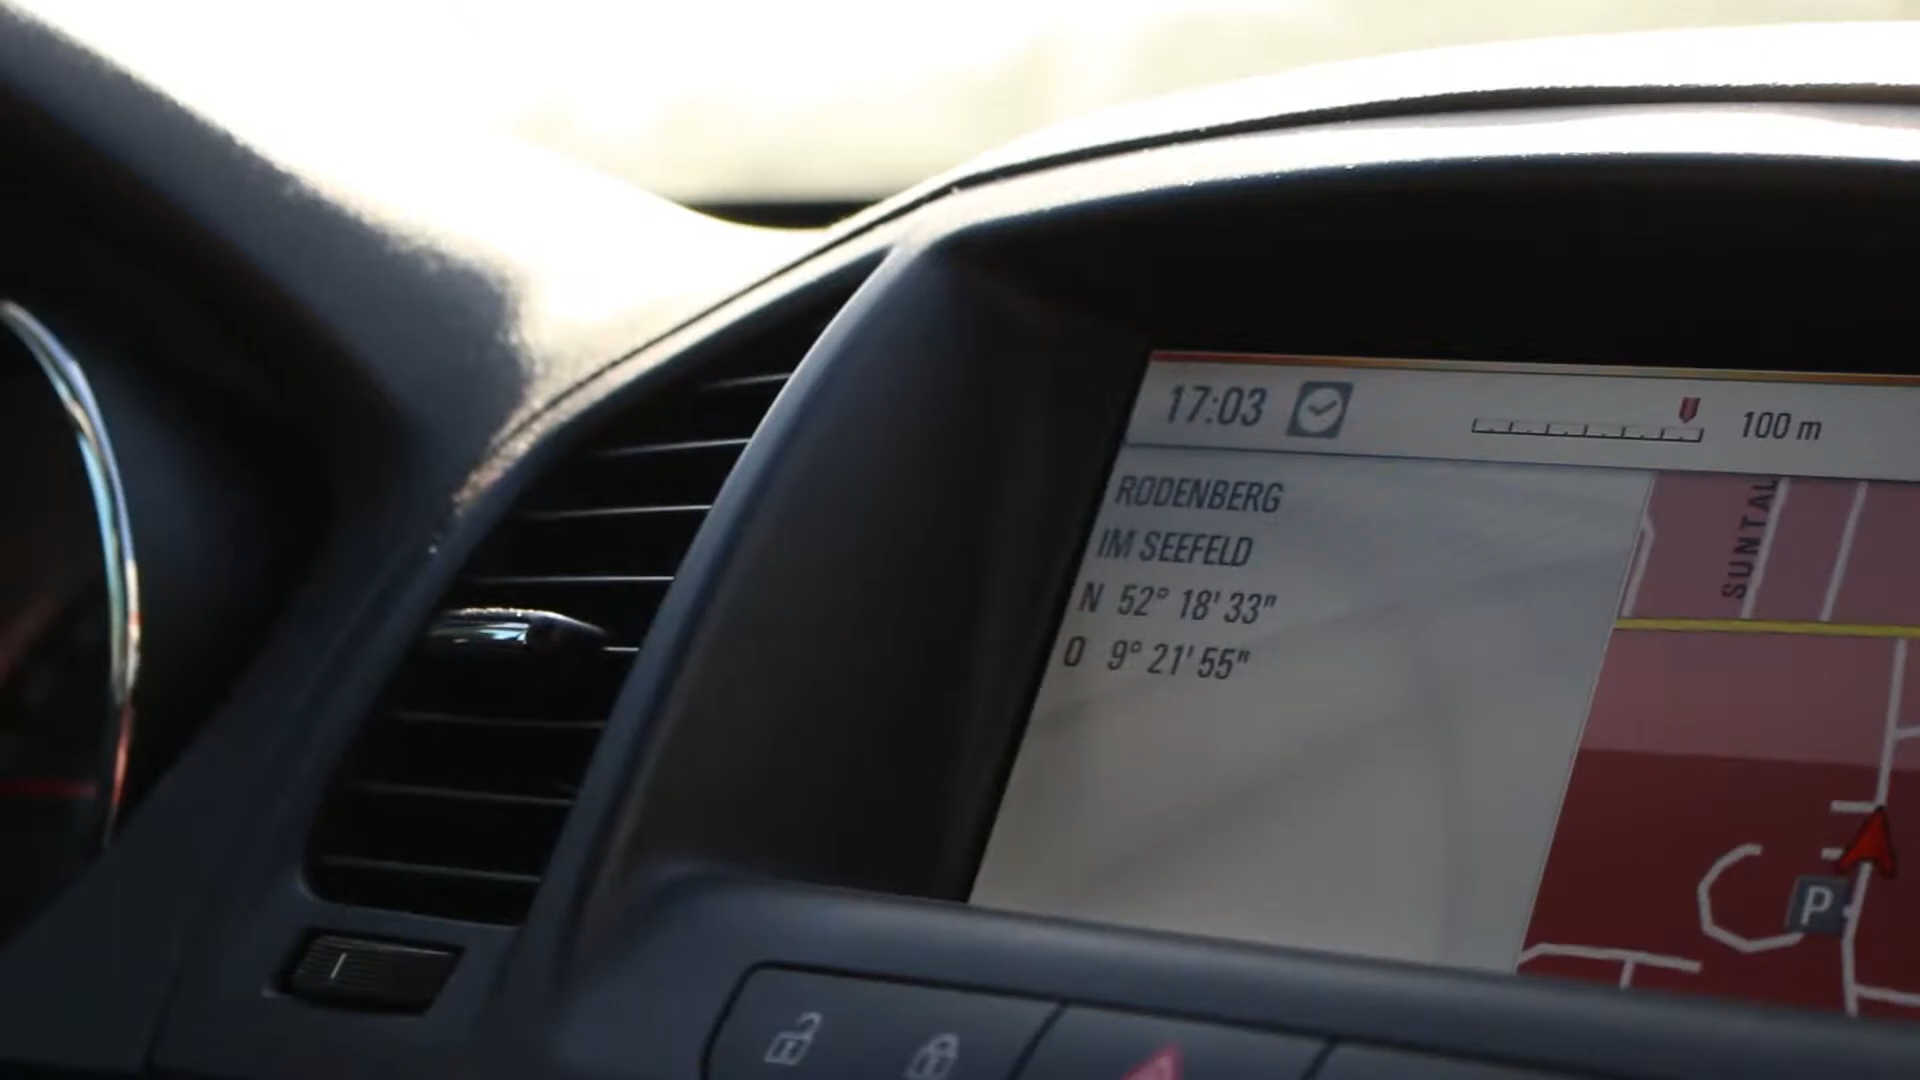 17:03
100 m
RODENBERG
IM SEEFELD
N 52° 18' 33"
O 9° 21' 55"
SUNTAL
P